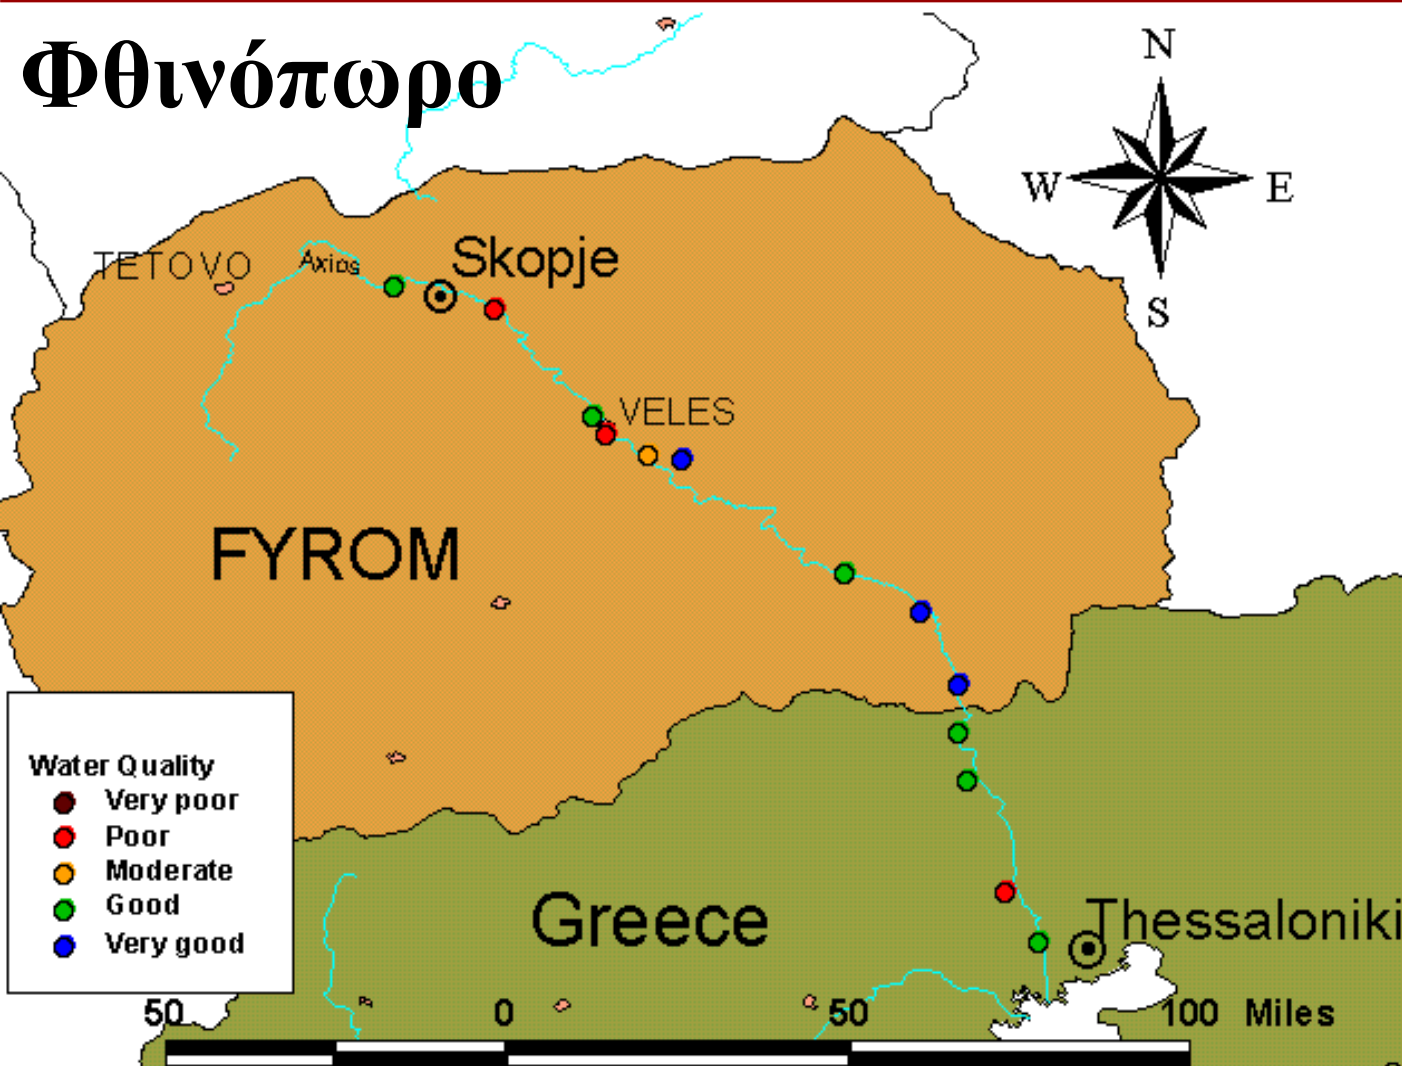 Φθινόπωρο
N
W
E
S
TETOVO
Axios
Skopje
VELES
FYROM
Water Quality
Very poor
Poor
Moderate
Good
Very good
Greece
Thessaloniki
50 0 50 100 Miles